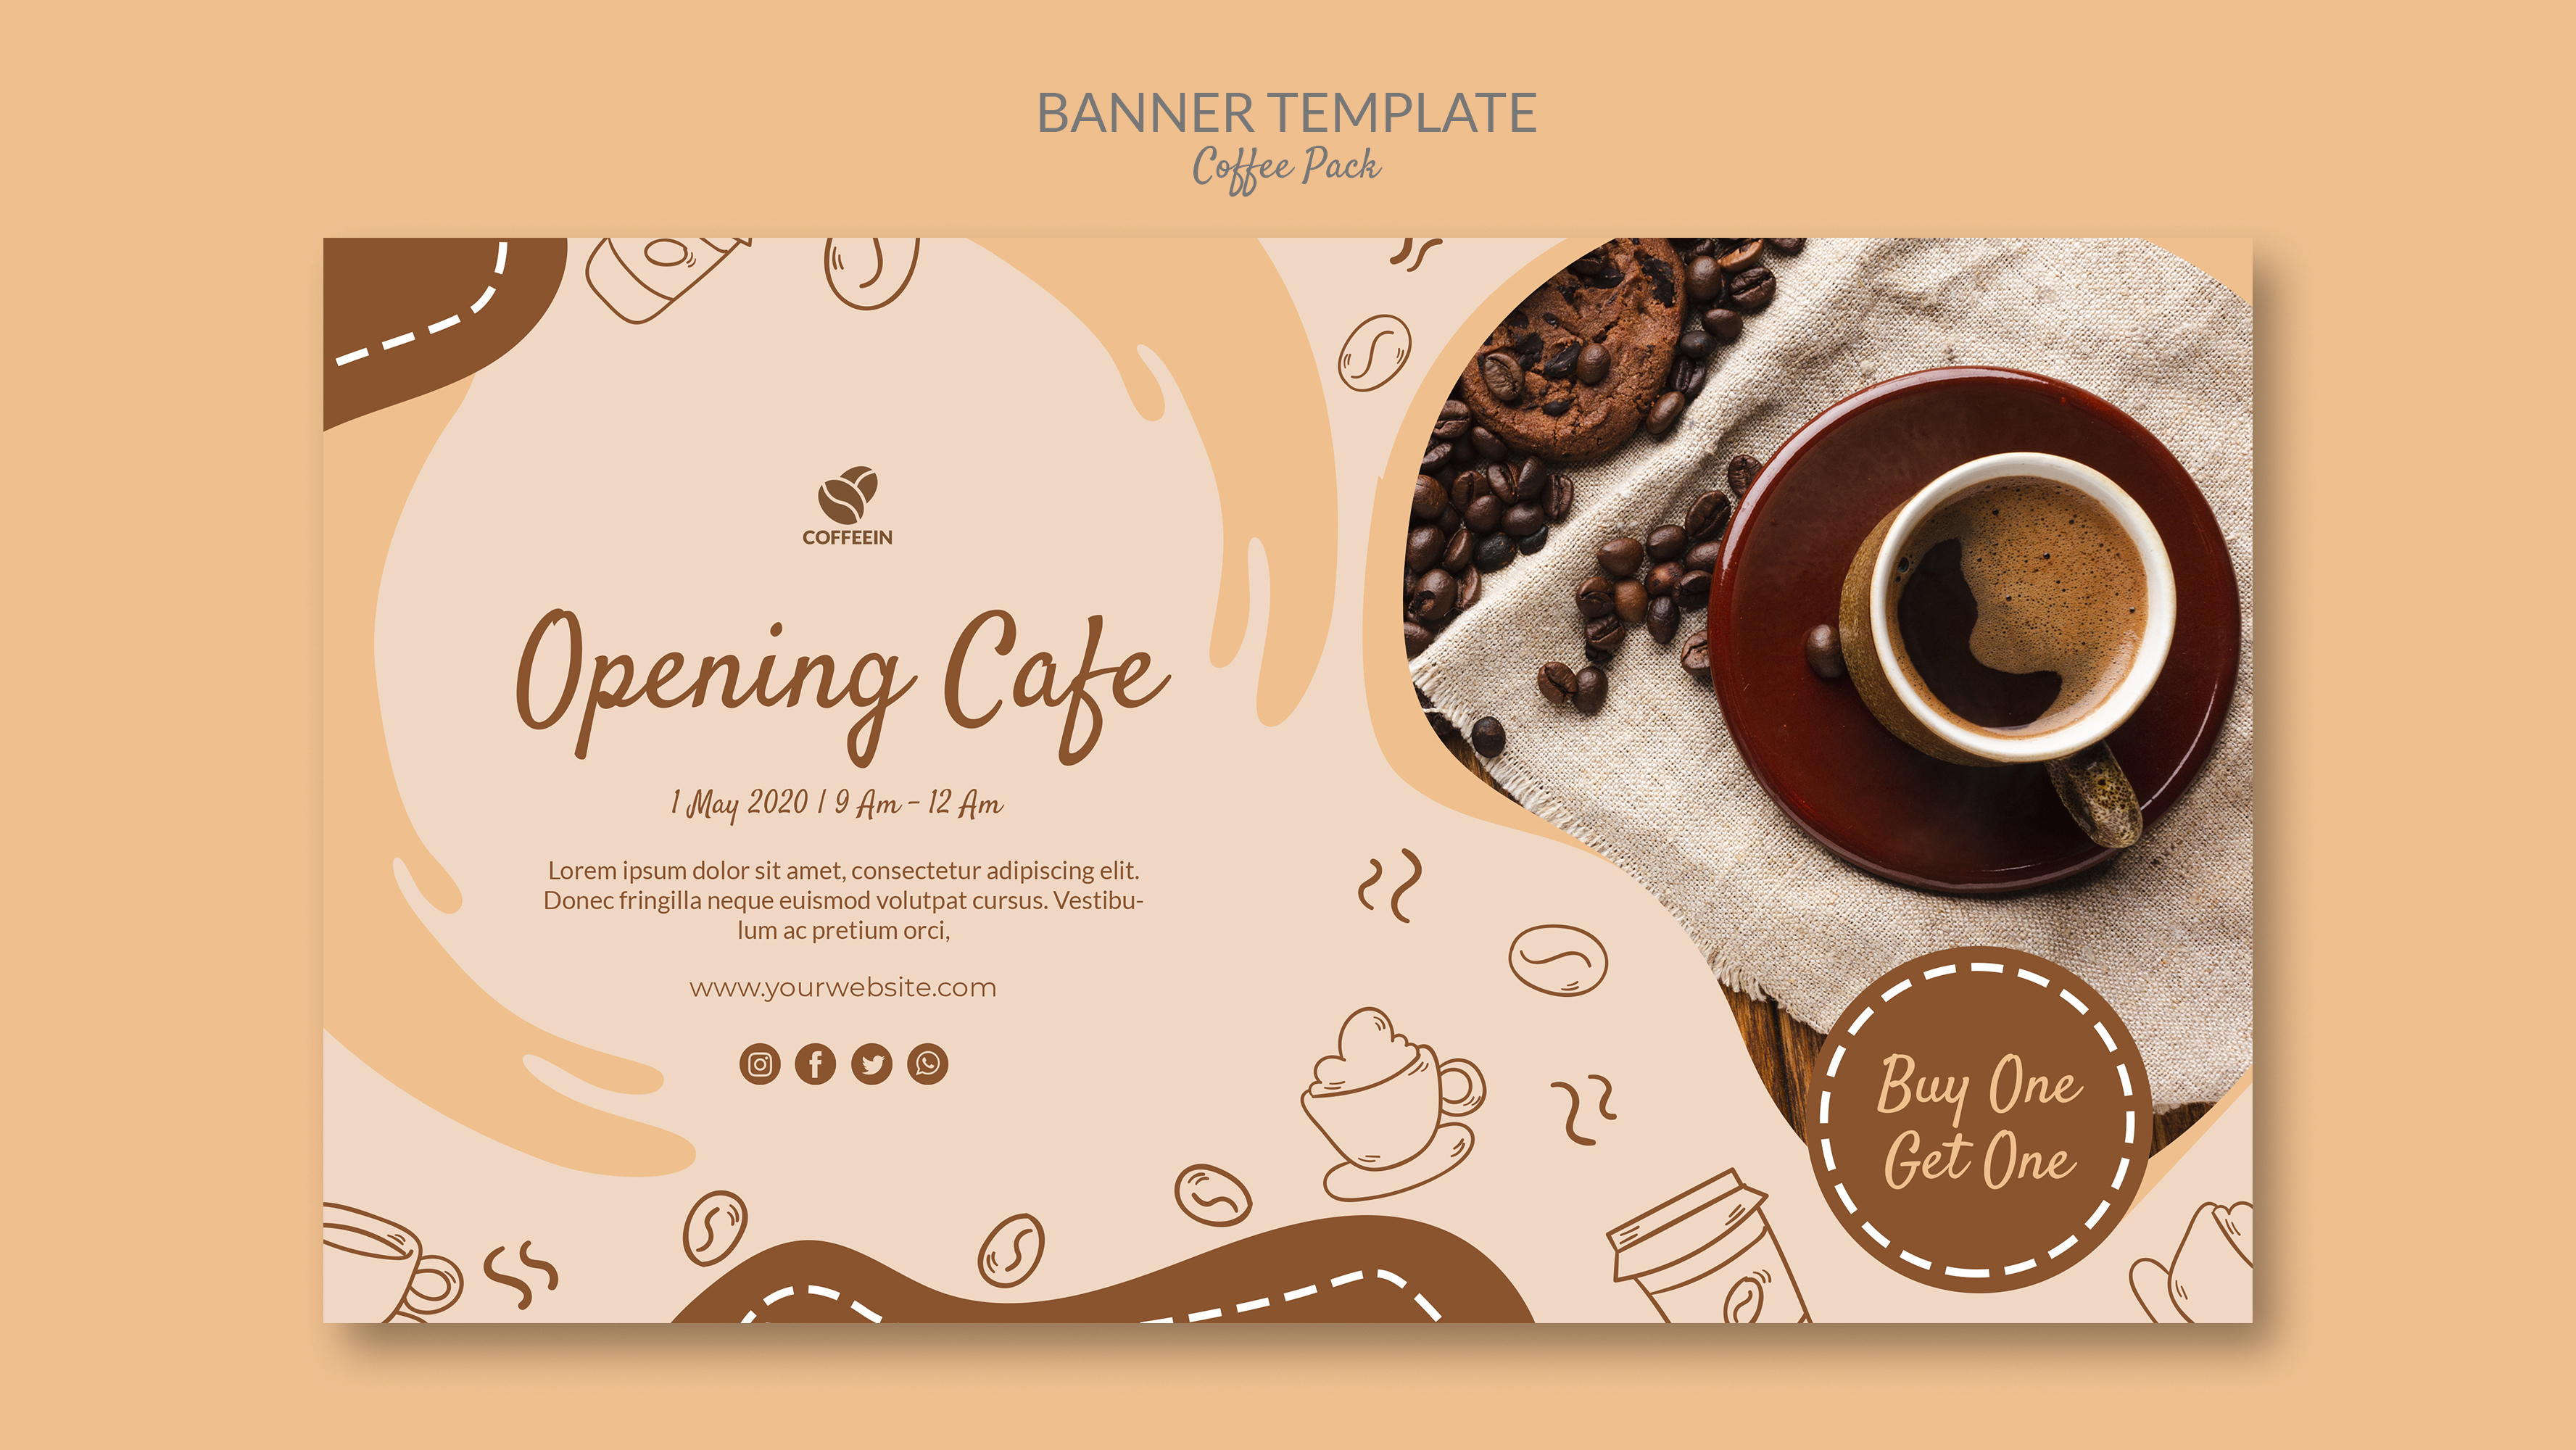 BANNER TEMPLATE
Coffee Pack
COFFEEIN
Opening Cafe
1 May 2020 | 9 Am - 12 Am
Lorem ipsum dolor sit amet, consectetur adipiscing elit.
Donec fringilla neque euismod volutpat cursus. Vestibu-
lum ac pretium orci,
www.yourwebsite.com
Buy One
Get One